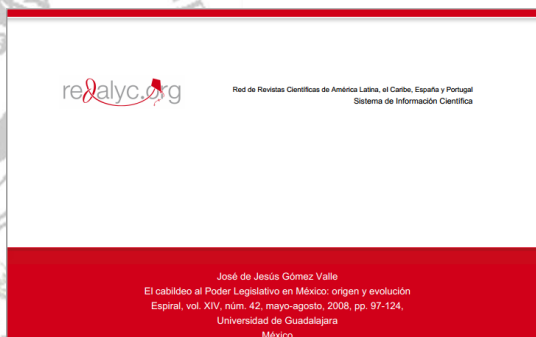 redalyc.org
Red de Revistas Científicas de América Latina, el Caribe, España y Portugal
Sistema de Información Científica
José de Jesús Gómez Valle
El cabildeo al Poder Legislativo en México: origen y evolución
Espiral, vol. XIV, núm. 42, mayo-agosto, 2008, pp. 97-124,
Universidad de Guadalajara
México